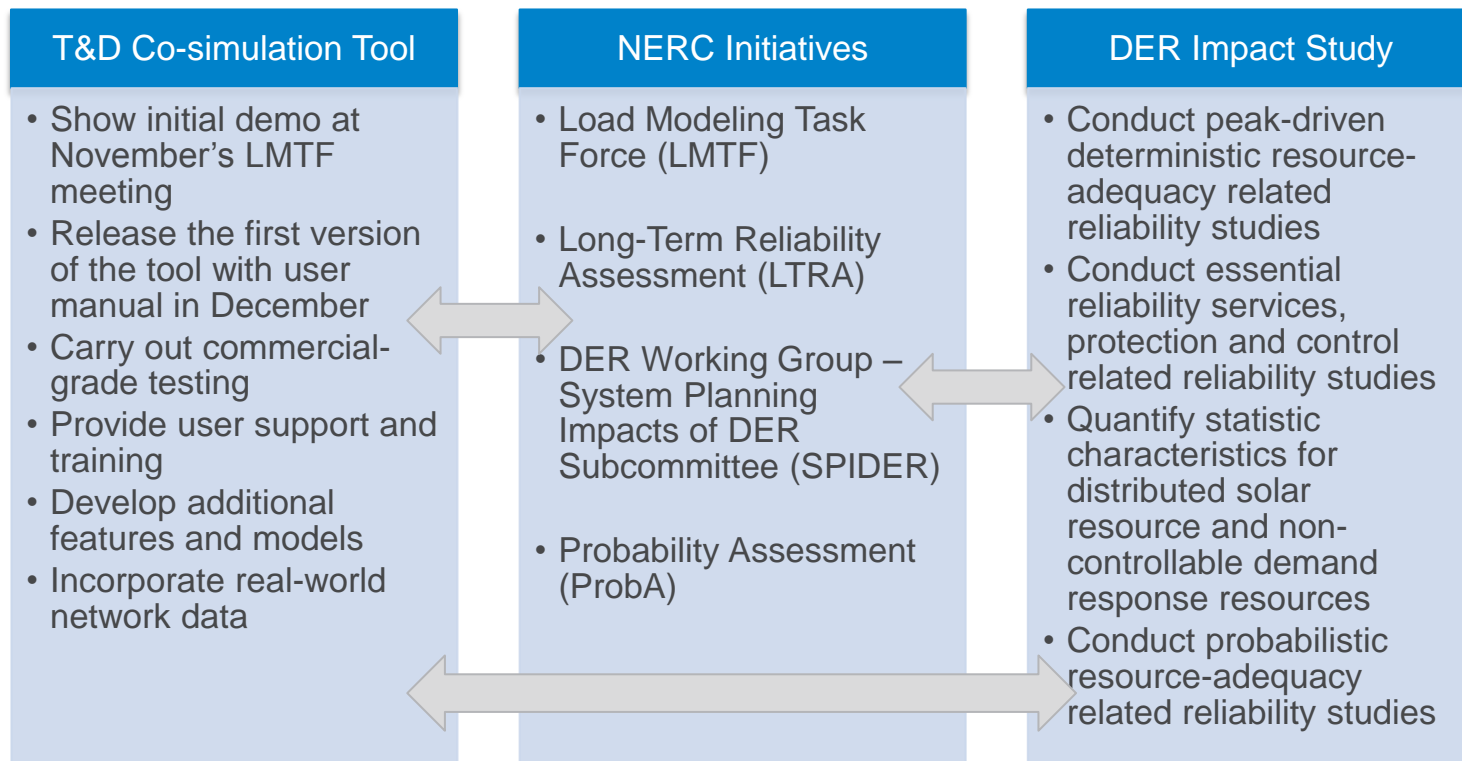 T&D Co-simulation Tool
• Show initial demo at
November’s LMTF
meeting
• Release the first version
of the tool with user
manual in December
• Carry out commercial-
grade testing
• Provide user support and
training
• Develop additional
features and models
• Incorporate real-world
network data
NERC Initiatives
• Load Modeling Task
Force (LMTF)
• Long-Term Reliability
Assessment (LTRA)
• DER Working Group –
System Planning
Impacts of DER
Subcommittee (SPIDER)
• Probability Assessment
(ProbA)
DER Impact Study
• Conduct peak-driven
deterministic resource-
adequacy related
reliability studies
• Conduct essential
reliability services,
protection and control
related reliability studies
• Quantify statistic
characteristics for
distributed solar
resource and non-
controllable demand
response resources
• Conduct probabilistic
resource-adequacy
related reliability studies